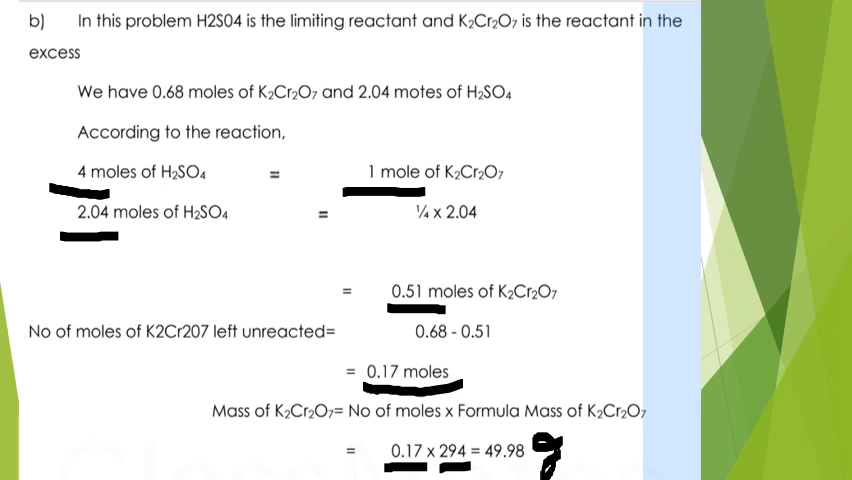 b) In this problem H2S04 is the limiting reactant and K₂Cr₂O₇ is the reactant in the
excess
We have 0.68 moles of K₂Cr₂O₇ and 2.04 motes of H₂SO₄
According to the reaction,
4 moles of H₂SO₄ = 1 mole of K₂Cr₂O₇
2.04 moles of H₂SO₄ = ¼ x 2.04
= 0.51 moles of K₂Cr₂O₇
No of moles of K2Cr207 left unreacted= 0.68 - 0.51
= 0.17 moles
Mass of K₂Cr₂O₇= No of moles x Formula Mass of K₂Cr₂O₇
= 0.17 x 294 = 49.98 g